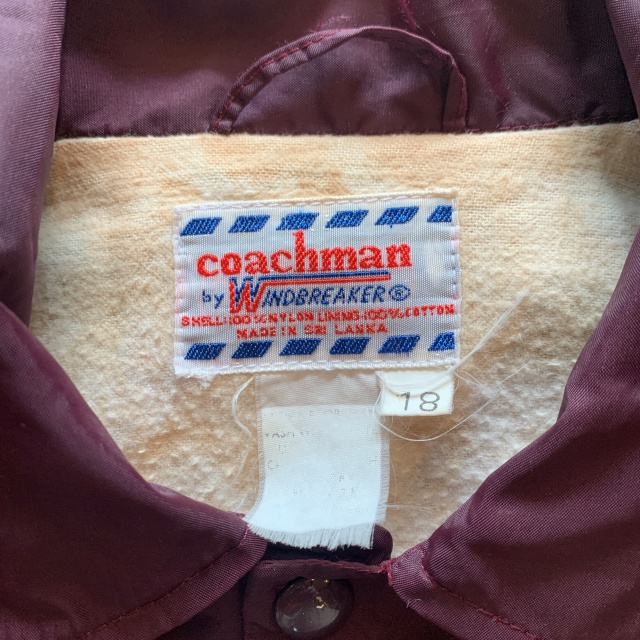 coachman
by WINDBREAKER®
SHELL:100%NYLON LINING:100%COTTON
MADE IN SRI LANKA
18